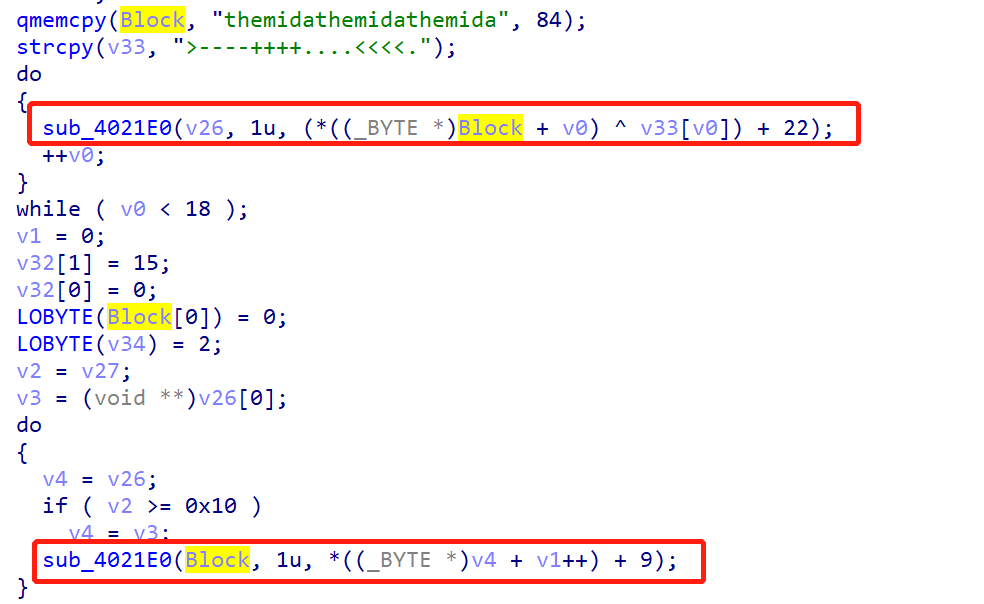 qmemcpy(Block, "themidathemidathemida", 84);
strcpy(v33, ">----++++....<<<<.");
do
{
sub_4021E0(v26, 1u, (*((_BYTE *)Block + v0) ^ v33[v0]) + 22);
++v0;
}
while ( v0 < 18 );
v1 = 0;
v32[1] = 15;
v32[0] = 0;
LOBYTE(Block[0]) = 0;
LOBYTE(v34) = 2;
v2 = v27;
v3 = (void **)v26[0];
do
{
v4 = v26;
if ( v2 >= 0x10 )
v4 = v3;
sub_4021E0(Block, 1u, *((_BYTE *)v4 + v1++) + 9);
}